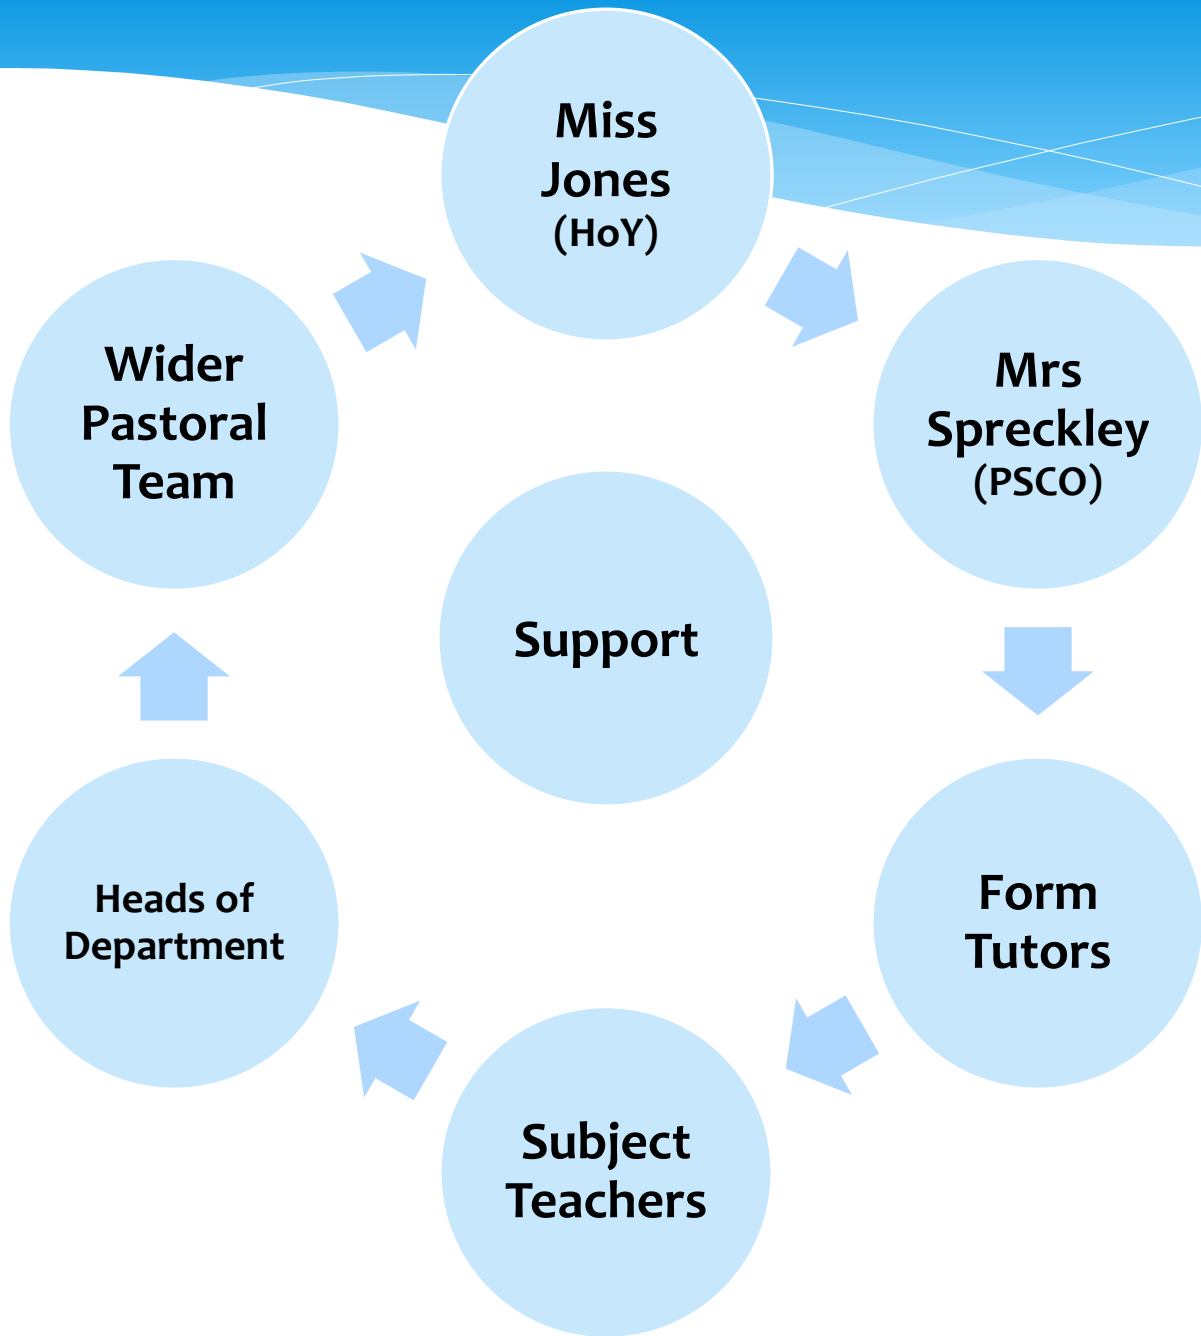 Miss
Jones
(HoY)
Mrs
Spreckley
(PSCO)
Form
Tutors
Subject
Teachers
Heads of
Department
Wider
Pastoral
Team
Support